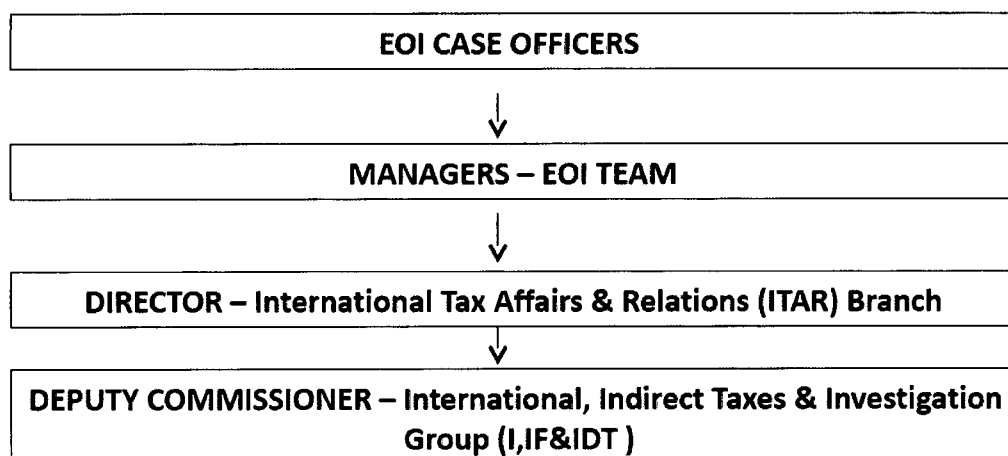 EOI CASE OFFICERS
MANAGERS – EOI TEAM
DIRECTOR – International Tax Affairs & Relations (ITAR) Branch
DEPUTY COMMISSIONER – International, Indirect Taxes & Investigation
Group (I,IF&IDT )